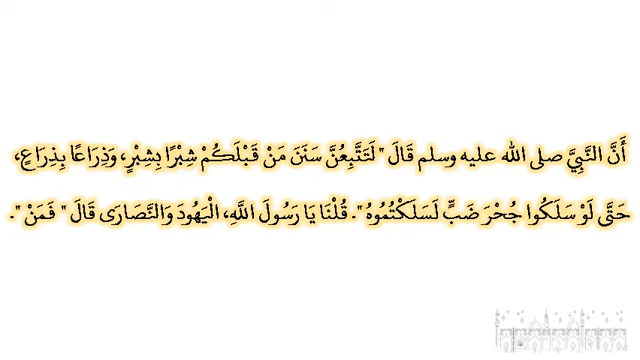 أَنَّ النَّبِيَّ صلى الله عليه وسلم قَالَ " لَتَتَّبِعُنَّ سَنَنَ مَنْ قَبْلَكُمْ شِبْرًا بِشِبْرٍ، وَذِرَاعًا بِذِرَاعٍ،
حَتَّى لَوْ سَلَكُوا جُحْرَ ضَبٍّ لَسَلَكْتُمُوهُ ". قُلْنَا يَا رَسُولَ اللَّهِ، الْيَهُودَ وَالنَّصَارَى قَالَ " فَمَنْ ".